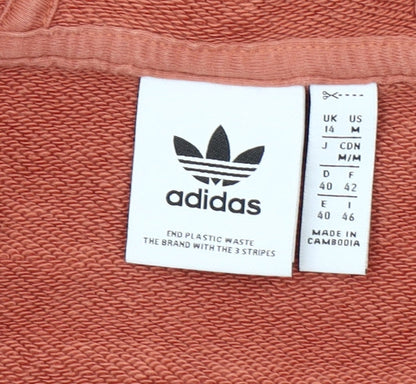 adidas
END PLASTIC WASTE
THE BRAND WITH THE 3 STRIPES
UK US
14 M
J CDN
M/M
D F
40 42
E I
40 46
MADE IN
CAMBODIA